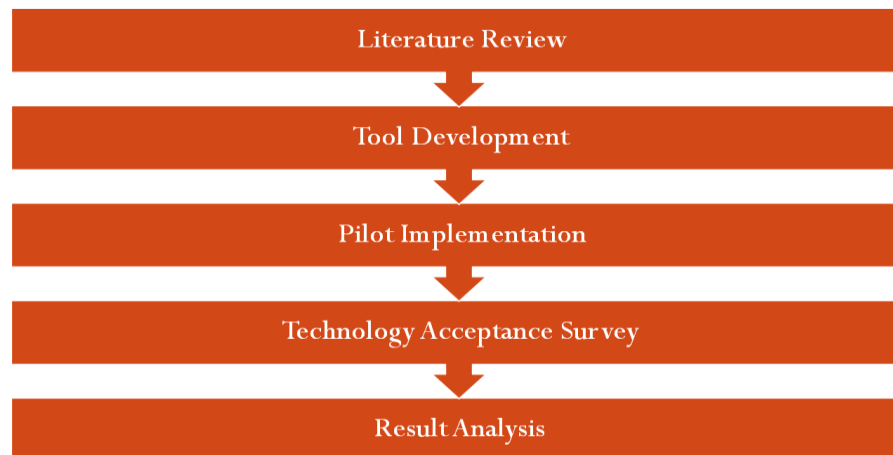 Literature Review
Tool Development
Pilot Implementation
Technology Acceptance Survey
Result Analysis